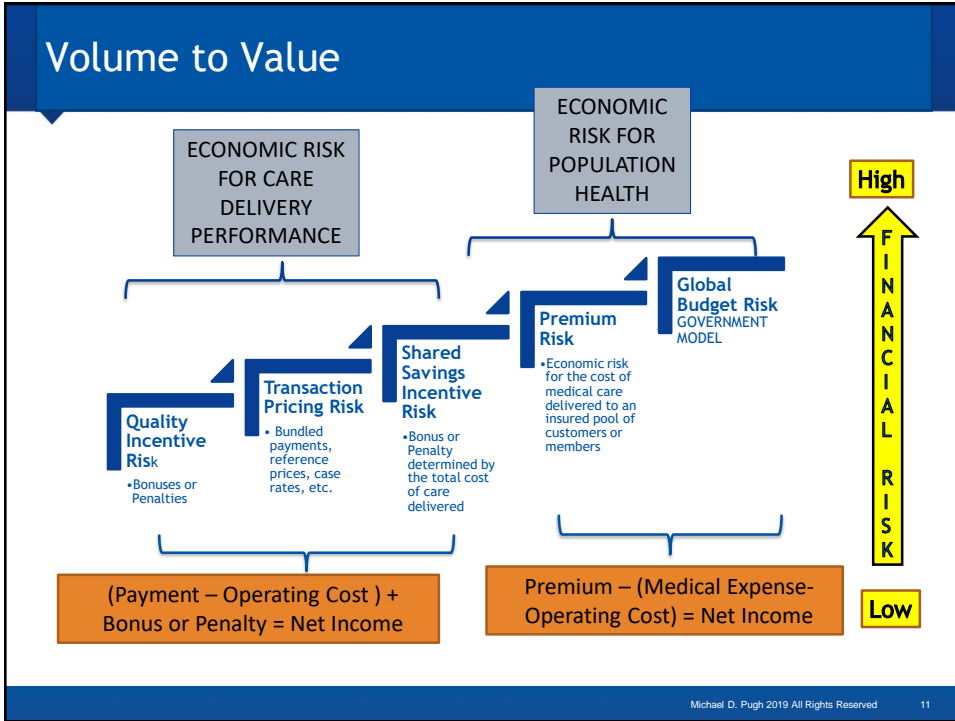 Volume to Value
ECONOMIC RISK
FOR CARE
DELIVERY
PERFORMANCE
ECONOMIC
RISK FOR
POPULATION
HEALTH
Quality
Incentive
Risk
•Bonuses or
Penalties
Transaction
Pricing Risk
• Bundled
payments,
reference
prices, case
rates, etc.
Shared
Savings
Incentive
Risk
•Bonus or
Penalty
determined by
the total cost
of care
delivered
Premium
Risk
•Economic risk
for the cost of
medical care
delivered to an
insured pool of
customers or
members
Global
Budget Risk
GOVERNMENT
MODEL
High
FINANCIAL RISK
Low
(Payment – Operating Cost ) +
Bonus or Penalty = Net Income
Premium – (Medical Expense-
Operating Cost) = Net Income
Michael D. Pugh 2019 All Rights Reserved 11